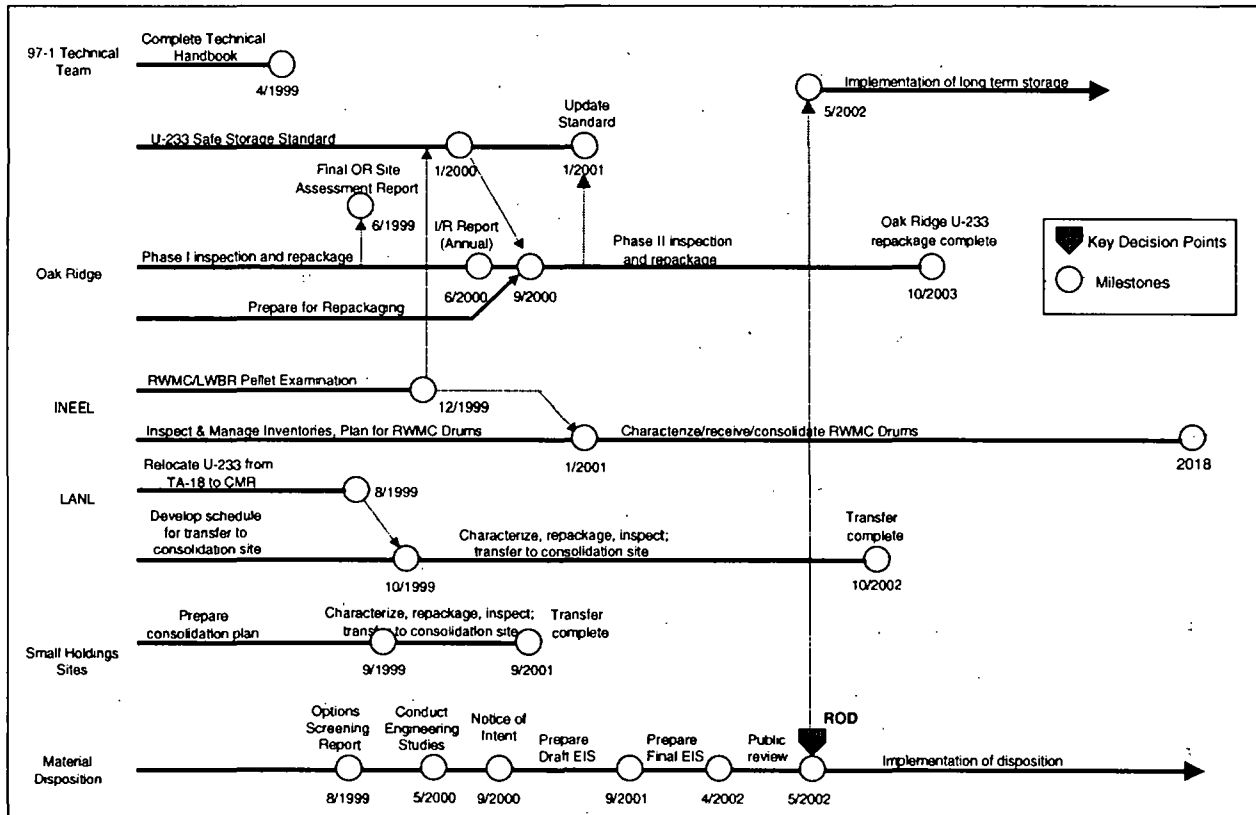 97-1 Technical
Team
Complete Technical
Handbook
4/1999
Implementation of long term storage
5/2002
U-233 Safe Storage Standard
1/2000
Update
Standard
1/2001
Final OR Site
Assessment Report
6/1999
Oak Ridge
Phase I inspection and repackage
I/R Report
(Annual)
6/2000
9/2000
Phase II inspection
and repackage
Oak Ridge U-233
repackage complete
10/2003
Prepare for Repackaging
Key Decision Points
Milestones
INEEL
RWMC/LWBR Pellet Examination
12/1999
Inspect & Manage Inventories, Plan for RWMC Drums
1/2001
Characterize/receive/consolidate RWMC Drums
2018
LANL
Relocate U-233 from
TA-18 to CMR
8/1999
Develop schedule
for transfer to
consolidation site
10/1999
Characterize, repackage, inspect;
transfer to consolidation site
Transfer
complete
10/2002
Small Holdings
Sites
Prepare
consolidation plan
9/1999
Characterize, repackage, inspect;
transfer to consolidation site
Transfer
complete
9/2001
Material
Disposition
Options
Screening
Report
8/1999
Conduct
Engineering
Studies
5/2000
Notice of
Intent
9/2000
Prepare
Draft EIS
9/2001
Prepare
Final EIS
4/2002
Public
review
ROD
5/2002
Implementation of disposition